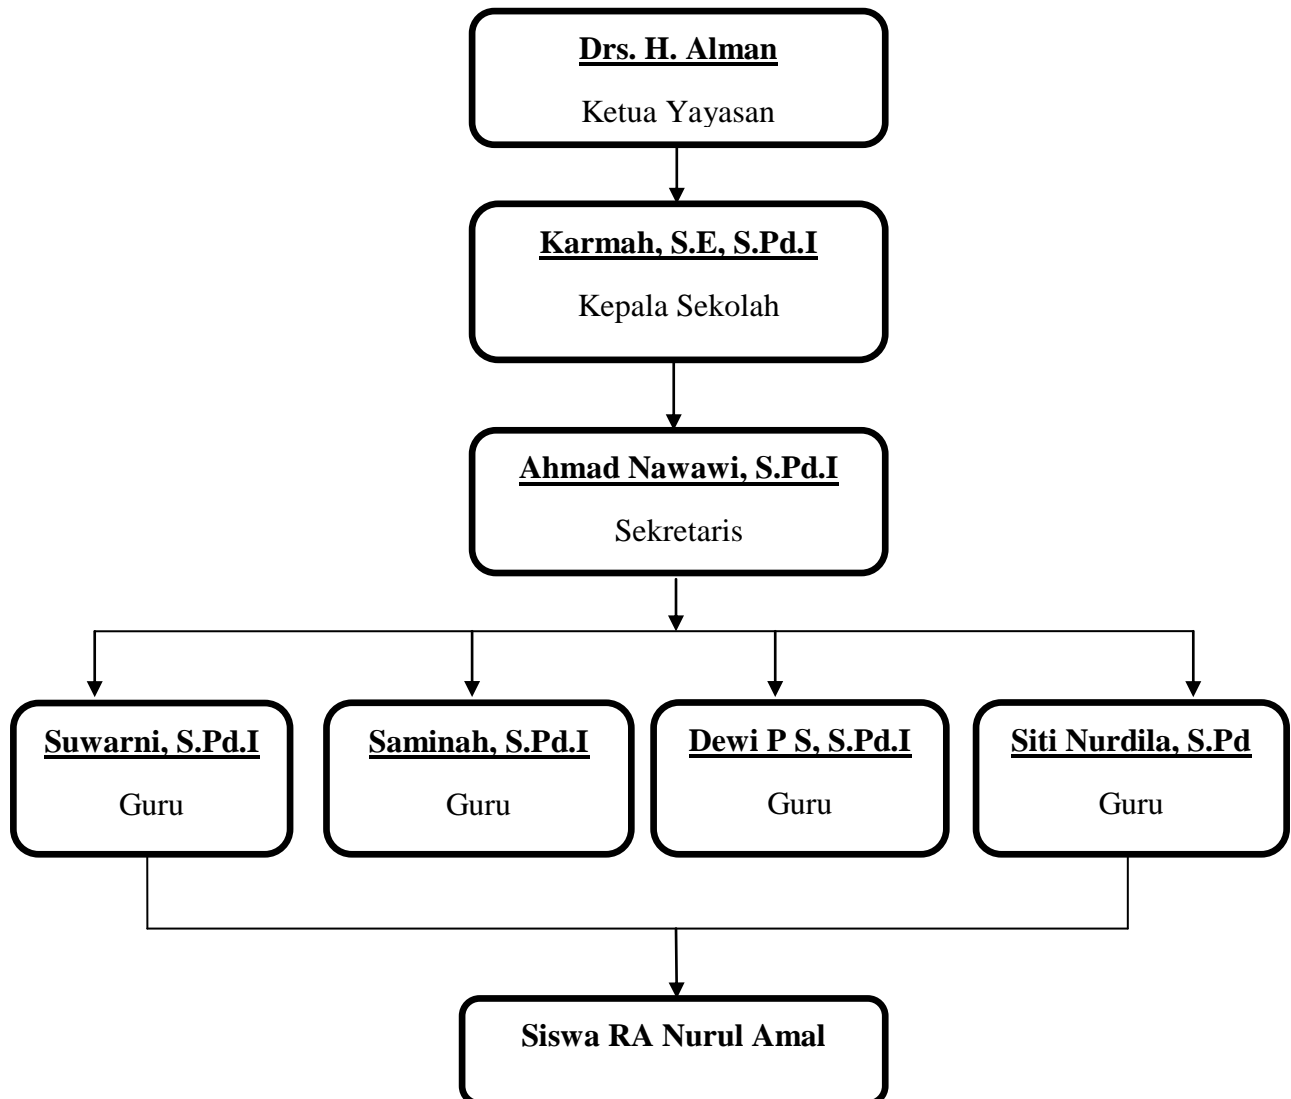 Drs. H. Alman
Ketua Yayasan
Karmah, S.E, S.Pd.I
Kepala Sekolah
Ahmad Nawawi, S.Pd.I
Sekretaris
Suwarni, S.Pd.I
Guru
Saminah, S.Pd.I
Guru
Dewi P S, S.Pd.I
Guru
Siti Nurdila, S.Pd
Guru
Siswa RA Nurul Amal